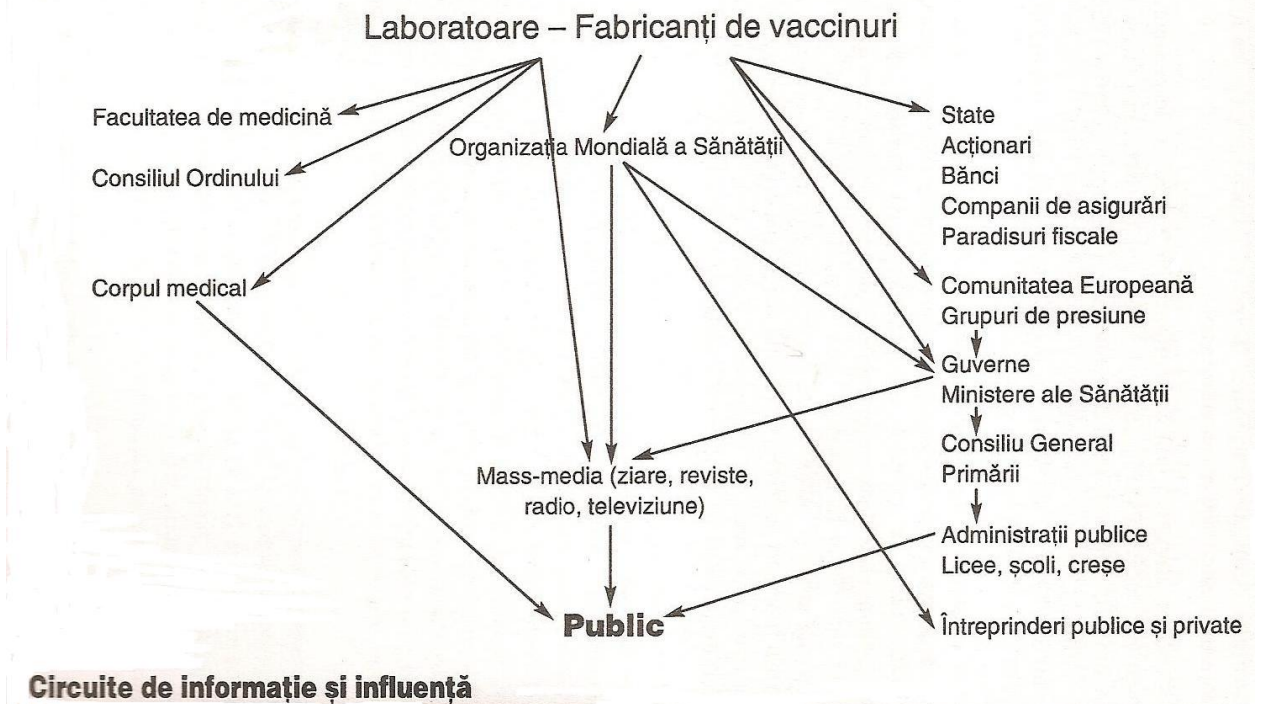 Laboratoare – Fabricanți de vaccinuri
Facultatea de medicină
Consiliul Ordinului
Corpul medical
Organizația Mondială a Sănătății
State
Acționari
Bănci
Companii de asigurări
Paradisuri fiscale
Comunitatea Europeană
Grupuri de presiune
Guverne
Ministere ale Sănătății
Consiliu General
Primării
Administrații publice
Licee, școli, creșe
Întreprinderi publice și private
Mass-media (ziare, reviste,
radio, televiziune)
Public
Circuite de informație și influență